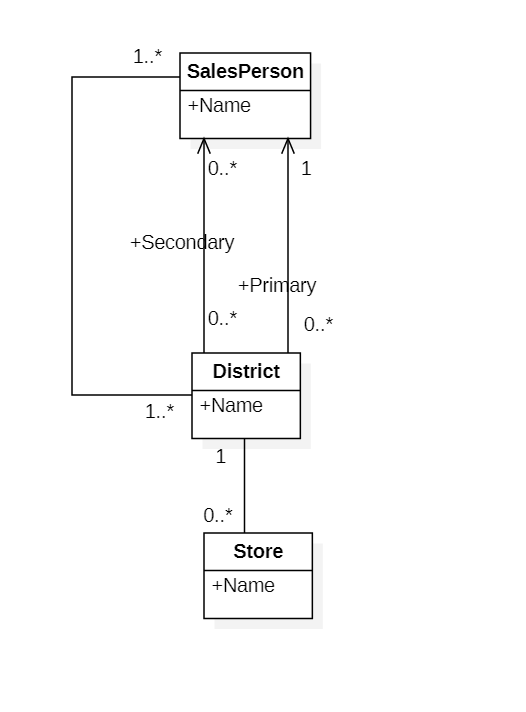 1..*
SalesPerson
+Name
0..*
1
+Secondary
+Primary
0..*
0..*
District
+Name
1..*
1
0..*
Store
+Name